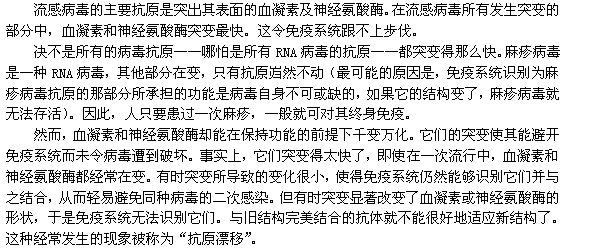 流感病毒的主要抗原是突出其表面的血凝素及神经氨酸酶。在流感病毒所有发生突变的
部分中，血凝素和神经氨酸酶突变最快。这令免疫系统跟不上步伐。
决不是所有的病毒抗原——哪怕是所有 RNA 病毒的抗原——都突变得那么快。麻疹病毒
是一种 RNA 病毒，其他部分在变，只有抗原岿然不动（最可能的原因是，免疫系统识别为麻
疹病毒抗原的那部分所承担的功能是病毒自身不可或缺的，如果它的结构变了，麻疹病毒就
无法存活）。因此，人只要患过一次麻疹，一般就可对其终身免疫。
然而，血凝素和神经氨酸酶却能在保持功能的前提下千变万化。它们的突变使其能避开
免疫系统而未令病毒遭到破坏。事实上，它们突变得太快了，即使在一次流行中，血凝素和
神经氨酸酶都经常在变。有时突变所导致的变化很小，使得免疫系统仍然能够识别它们并与
之结合，从而轻易避免同种病毒的二次感染。但有时突变显著改变了血凝素或神经氨酸酶的
形状，于是免疫系统无法识别它们。与旧结构完美结合的抗体就不能很好地适应新结构了。
这种经常发生的现象被称为“抗原漂移”。